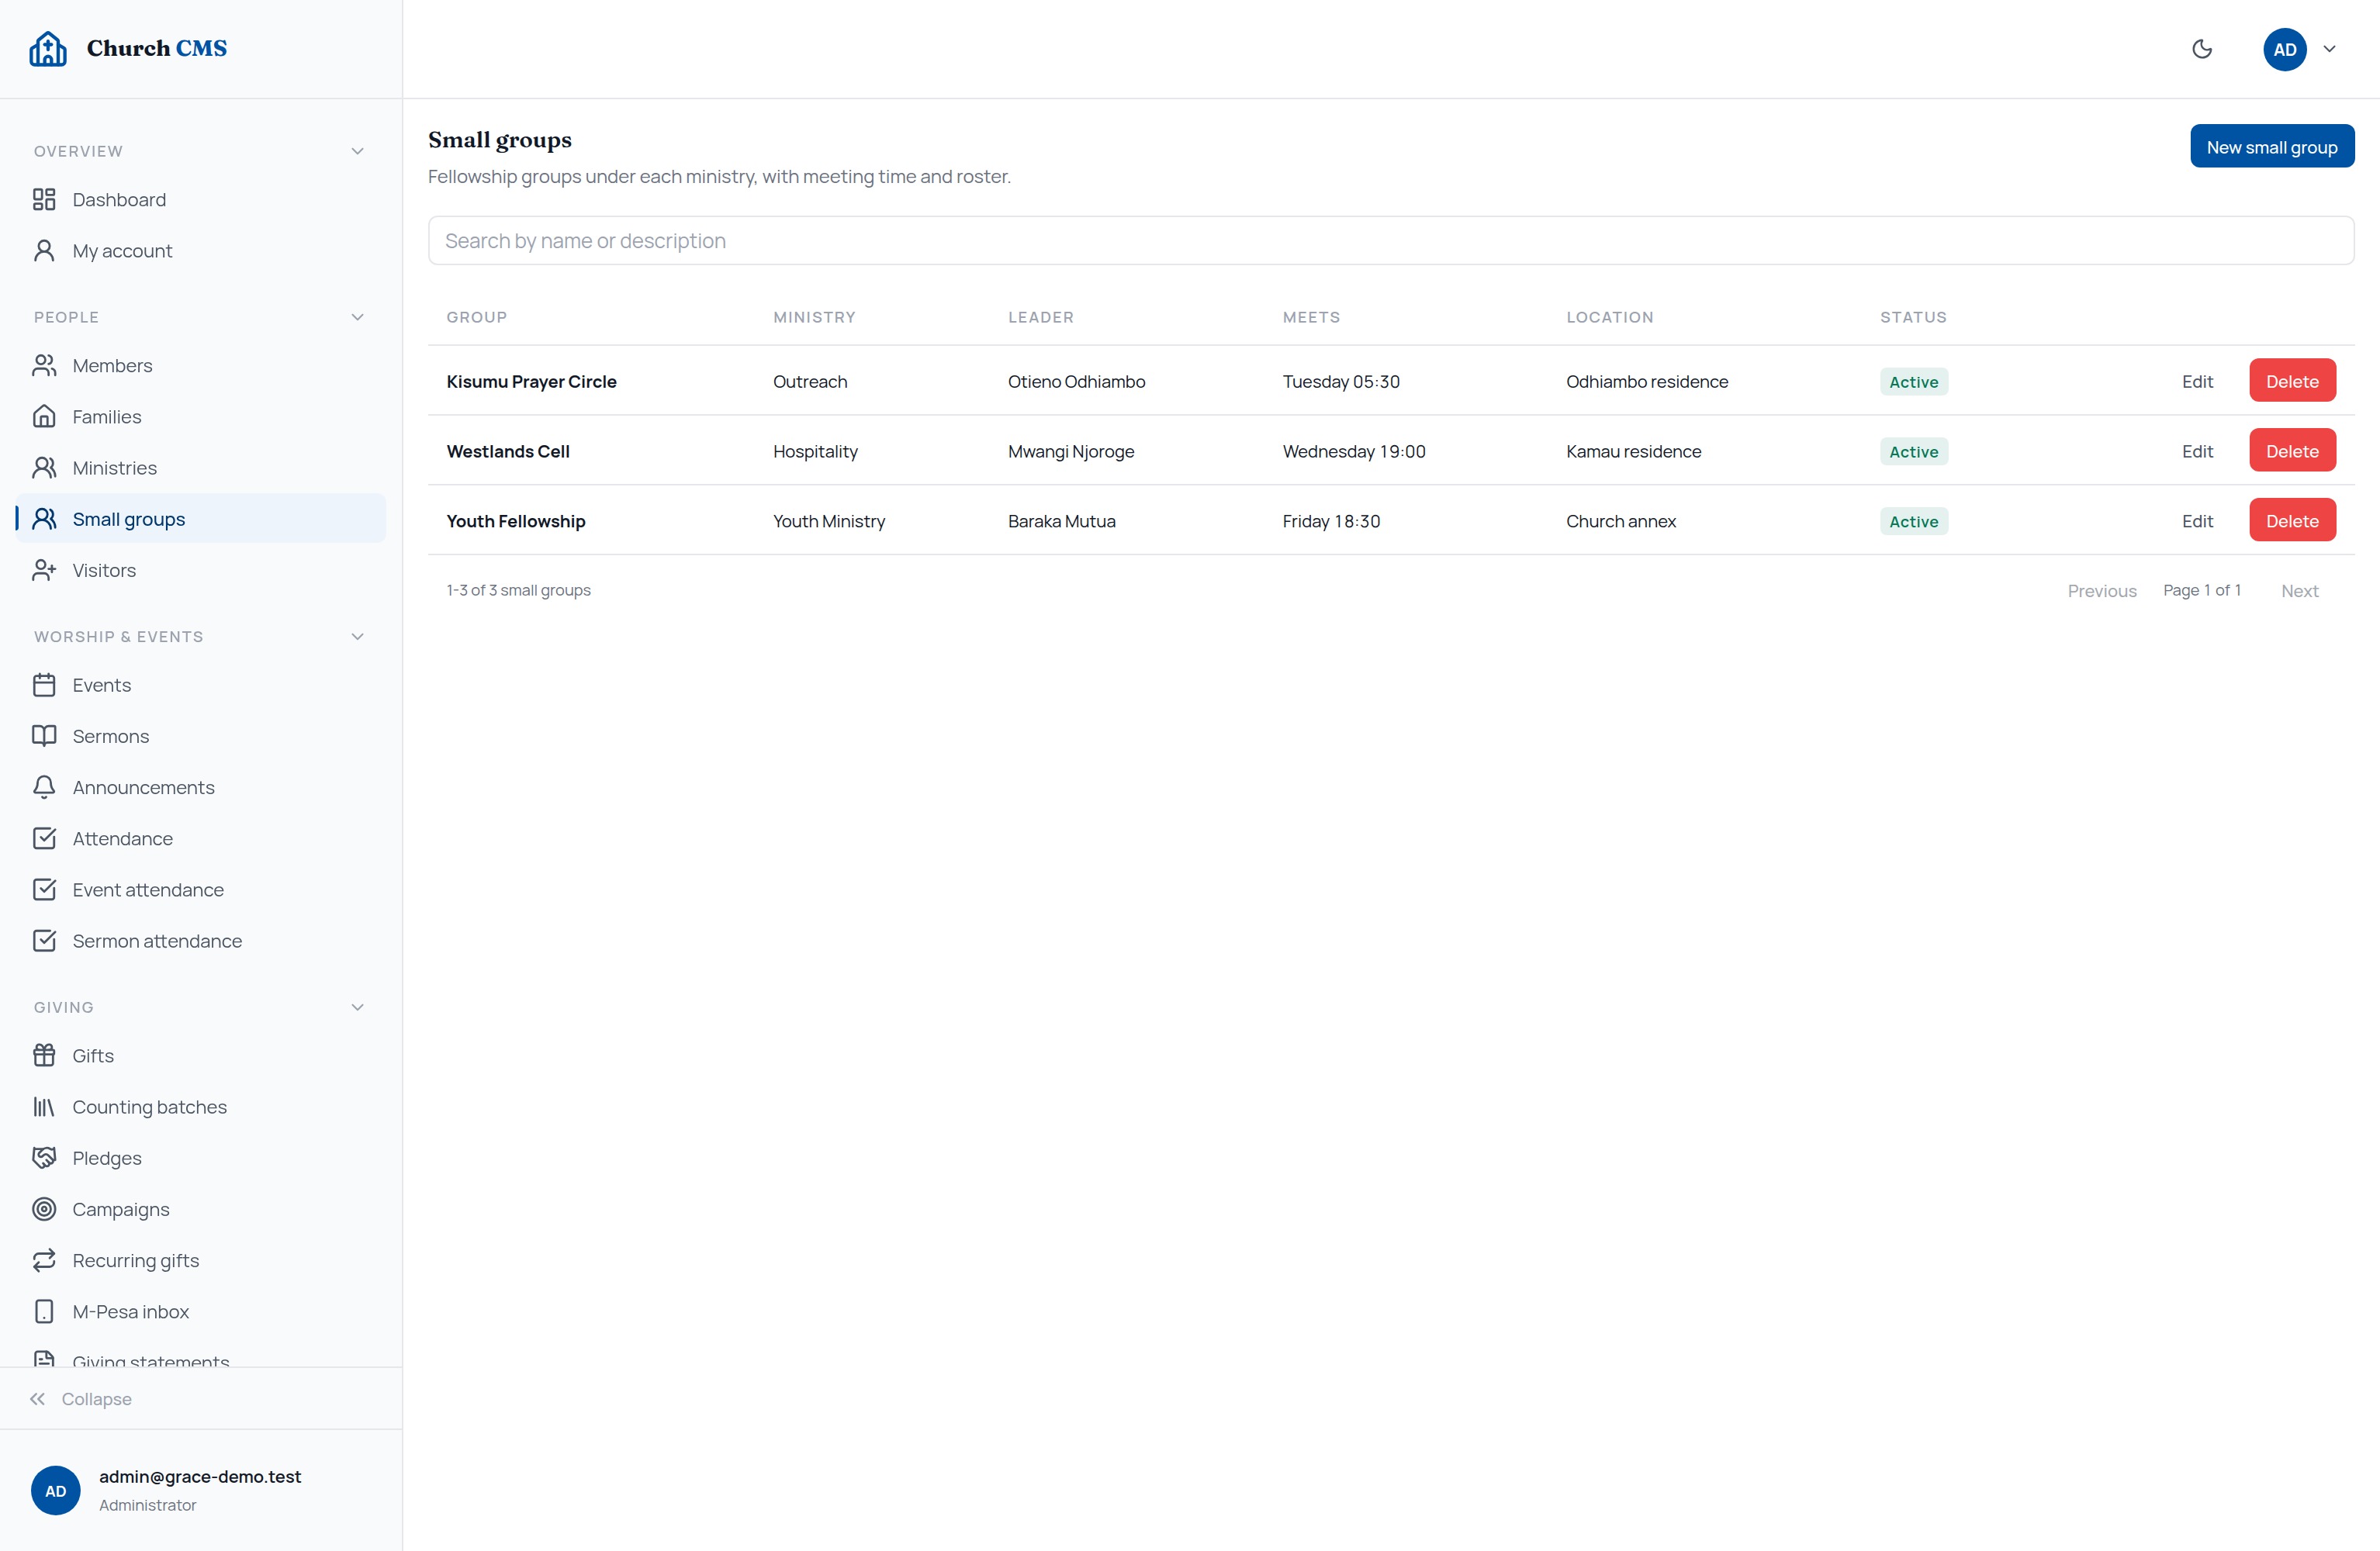 Church CMS
AD
OVERVIEW
Dashboard
My account
PEOPLE
Members
Families
Ministries
Small groups
Visitors
WORSHIP & EVENTS
Events
Sermons
Announcements
Attendance
Event attendance
Sermon attendance
GIVING
Gifts
Counting batches
Pledges
Campaigns
Recurring gifts
M-Pesa inbox
Giving statements
Collapse
AD
admin@grace-demo.test
Administrator
Small groups
New small group
Fellowship groups under each ministry, with meeting time and roster.
Search by name or description
GROUP MINISTRY LEADER MEETS LOCATION STATUS
Kisumu Prayer Circle Outreach Otieno Odhiambo Tuesday 05:30 Odhiambo residence Active Edit Delete
Westlands Cell Hospitality Mwangi Njoroge Wednesday 19:00 Kamau residence Active Edit Delete
Youth Fellowship Youth Ministry Baraka Mutua Friday 18:30 Church annex Active Edit Delete
1-3 of 3 small groups Previous Page 1 of 1 Next